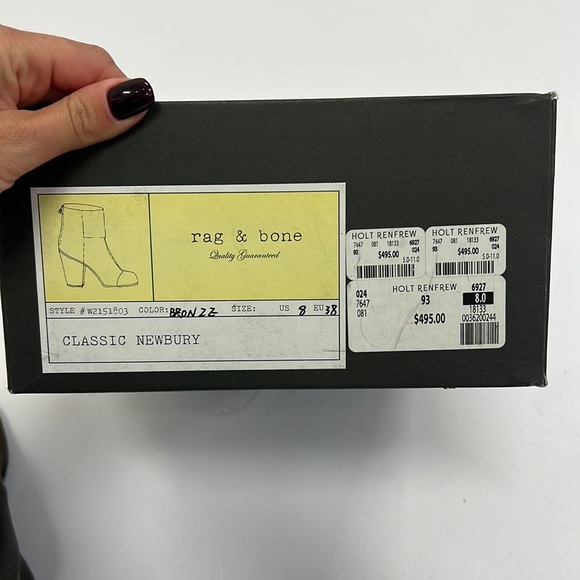 rag & bone
Quality Guaranteed
STYLE # W2151803 COLOR: BRONZZ SIZE: US 8 EU 38
CLASSIC NEWBURY
HOLT RENFREW
7647 081 18133 6927
93 024
$495.00
5.0-11.0
HOLT RENFREW
7647 081 18133 6927
93 024
$495.00
5.0-11.0
024 HOLT RENFREW 6927
7647 93 8.0
081 18133
$495.00 0036200244